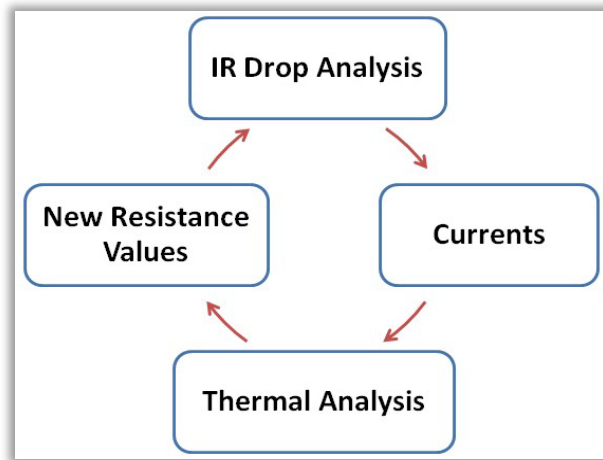 IR Drop Analysis
Currents
Thermal Analysis
New Resistance
Values